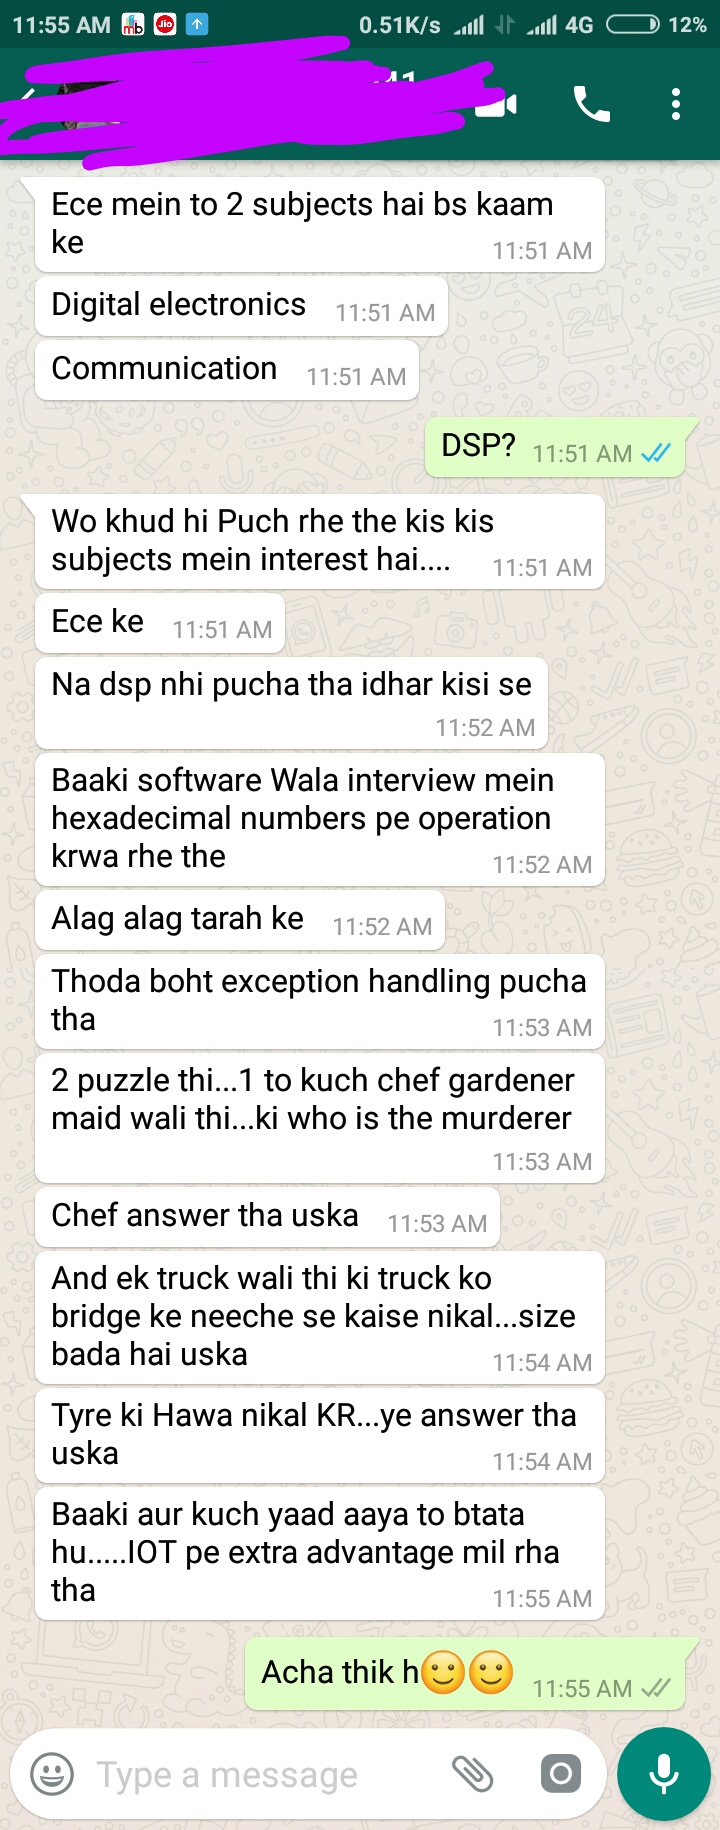 11:55 AM mb Jio 0.51K/s 4G 12%
Ece mein to 2 subjects hai bs kaam
ke 11:51 AM
Digital electronics 11:51 AM
Communication 11:51 AM
DSP? 11:51 AM
Wo khud hi Puch rhe the kis kis
subjects mein interest hai.... 11:51 AM
Ece ke 11:51 AM
Na dsp nhi pucha tha idhar kisi se
11:52 AM
Baaki software Wala interview mein
hexadecimal numbers pe operation
krwa rhe the 11:52 AM
Alag alag tarah ke 11:52 AM
Thoda boht exception handling pucha
tha 11:53 AM
2 puzzle thi...1 to kuch chef gardener
maid wali thi...ki who is the murderer
11:53 AM
Chef answer tha uska 11:53 AM
And ek truck wali thi ki truck ko
bridge ke neeche se kaise nikal...size
bada hai uska 11:54 AM
Tyre ki Hawa nikal KR...ye answer tha
uska 11:54 AM
Baaki aur kuch yaad aaya to btata
hu.....IOT pe extra advantage mil rha
tha 11:55 AM
Acha thik h🙂🙂 11:55 AM
Type a message